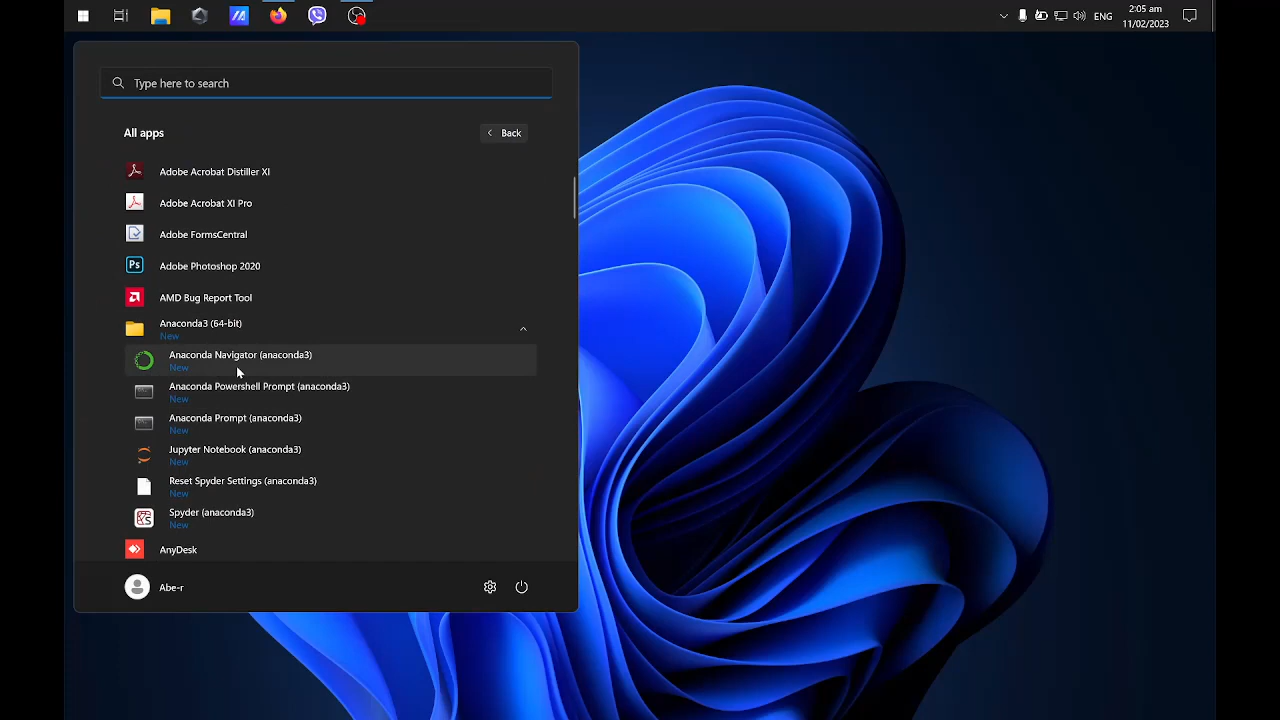 ENG
2:05 am
11/02/2023
Type here to search
All apps
Back
Adobe Acrobat Distiller XI
Adobe Acrobat XI Pro
Adobe FormsCentral
Ps
Adobe Photoshop 2020
AMD Bug Report Tool
Anaconda3 (64-bit)
New
Anaconda Navigator (anaconda3)
New
Anaconda Powershell Prompt (anaconda3)
New
Anaconda Prompt (anaconda3)
New
Jupyter Notebook (anaconda3)
New
Reset Spyder Settings (anaconda3)
New
Spyder (anaconda3)
New
AnyDesk
Abe-r